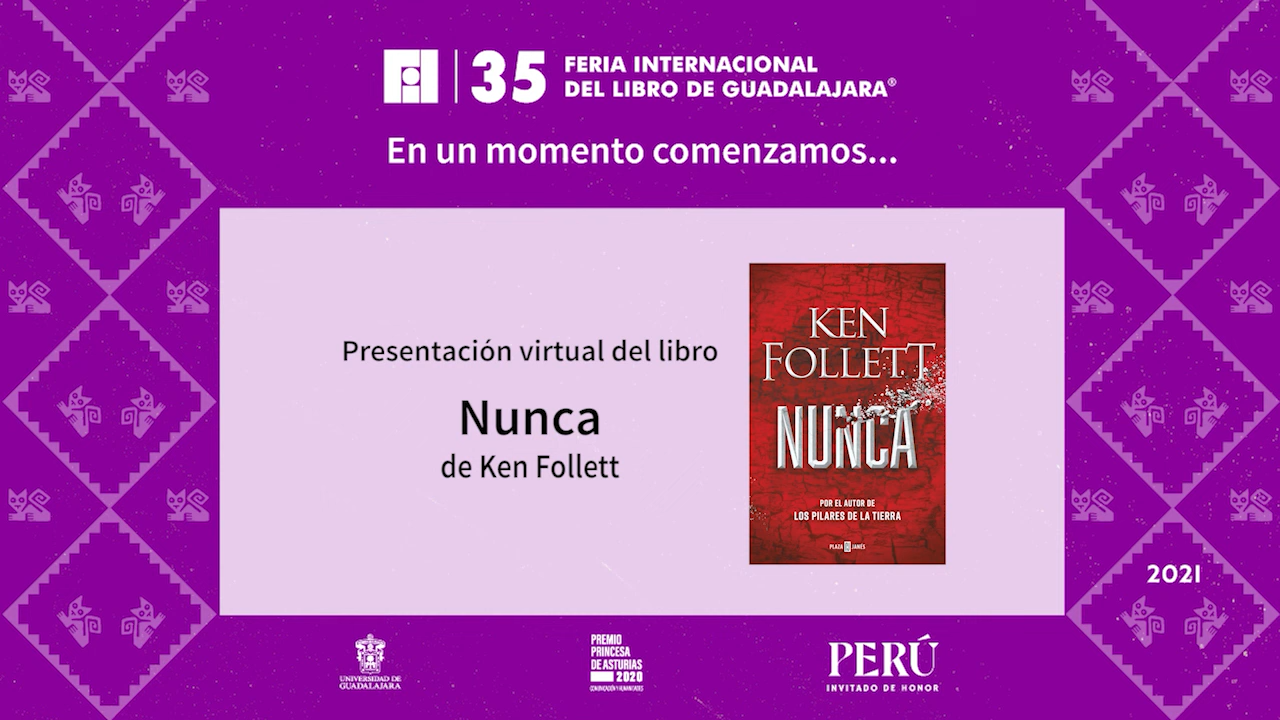 35
FERIA INTERNACIONAL
DEL LIBRO DE GUADALAJARA®
En un momento comenzamos...
Presentación virtual del libro
Nunca
de Ken Follett
KEN
FOLLETT
NUNCA
POR EL AUTOR DE
LOS PILARES DE LA TIERRA
PLAZA JANÉS
2021
UNIVERSIDAD DE
GUADALAJARA
PREMIO
PRINCESA
DE ASTURIAS
2020
COMUNICACIÓN Y HUMANIDADES
PERÚ
INVITADO DE HONOR